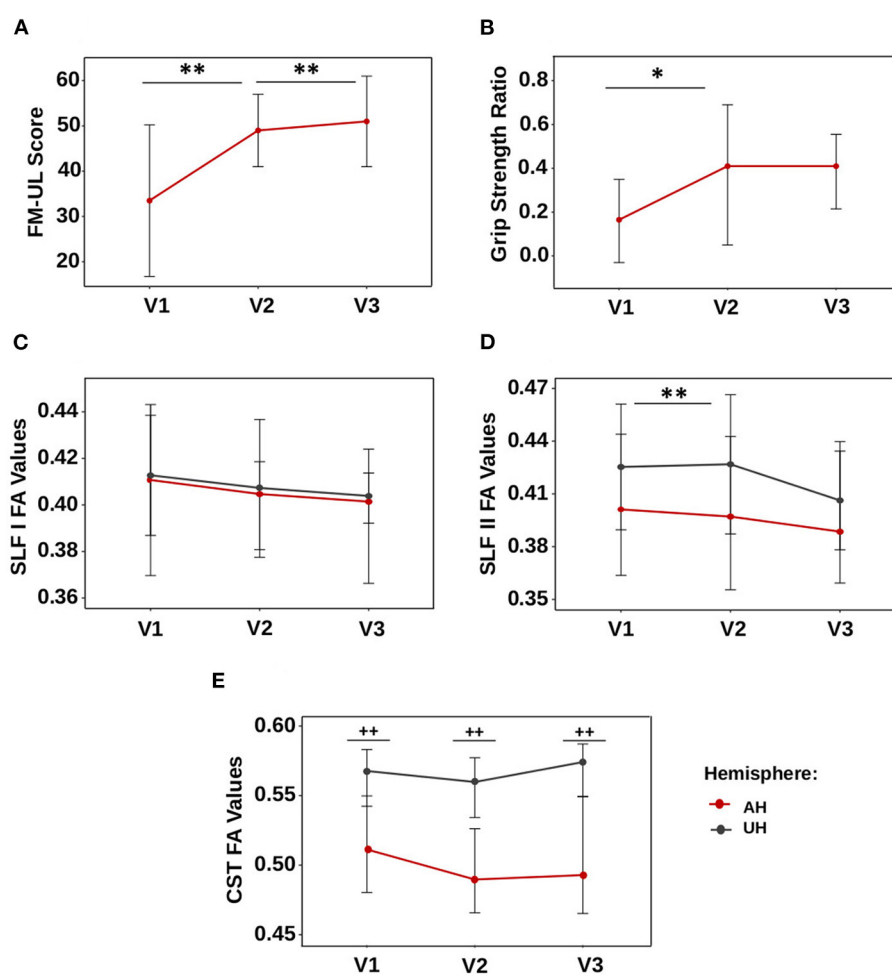 A
FM-UL Score
60
50
40
30
20
**
**
V1 V2 V3
B
Grip Strength Ratio
0.8
0.6
0.4
0.2
0.0
*
V1 V2 V3
C
SLF I FA Values
0.44
0.42
0.40
0.38
0.36
V1 V2 V3
D
SLF II FA Values
0.47
0.44
0.41
0.38
0.35
**
V1 V2 V3
E
CST FA Values
0.60
0.55
0.50
0.45
++ ++ ++
V1 V2 V3
Hemisphere:
AH
UH